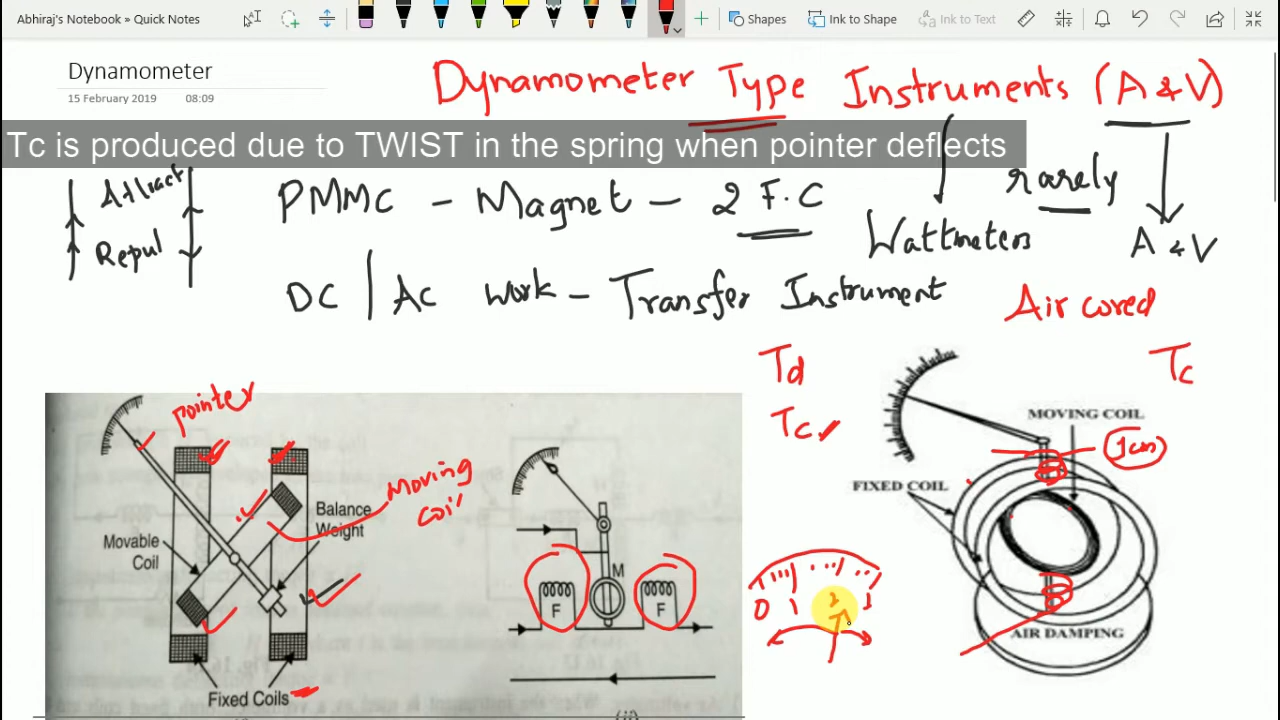 Abhiraj's Notebook » Quick Notes
Shapes
Ink to Shape
Ink to Text
Dynamometer
15 February 2019 08:09
Dynamometer Type Instruments (A & V)
Tc is produced due to TWIST in the spring when pointer deflects
Attract
Repul
PMMC - Magnet - 2 F.C
rarely
Wattmeters
A & V
DC | AC work - Transfer Instrument
Air cored
Td
Tc
Tc
pointer
Moving coil
Balance Weight
Movable Coil
Fixed Coils
F
M
F
MOVING COIL
FIXED COIL
AIR DAMPING
0 1 2